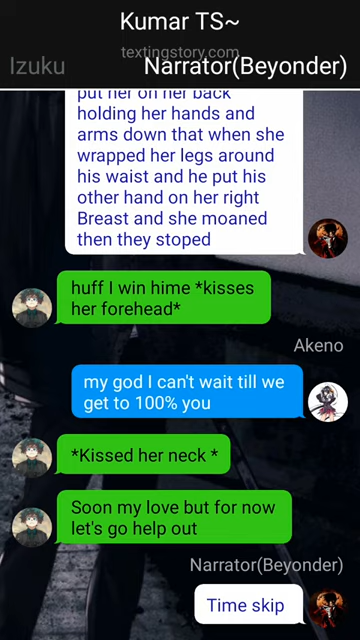 Kumar TS~
textingstory.com
Izuku
Narrator(Beyonder)
put her on her back
holding her hands and
arms down that when she
wrapped her legs around
his waist and he put his
other hand on her right
Breast and she moaned
then they stoped
huff I win hime *kisses
her forehead*
Akeno
my god I can't wait till we
get to 100% you
*Kissed her neck *
Soon my love but for now
let's go help out
Narrator(Beyonder)
Time skip